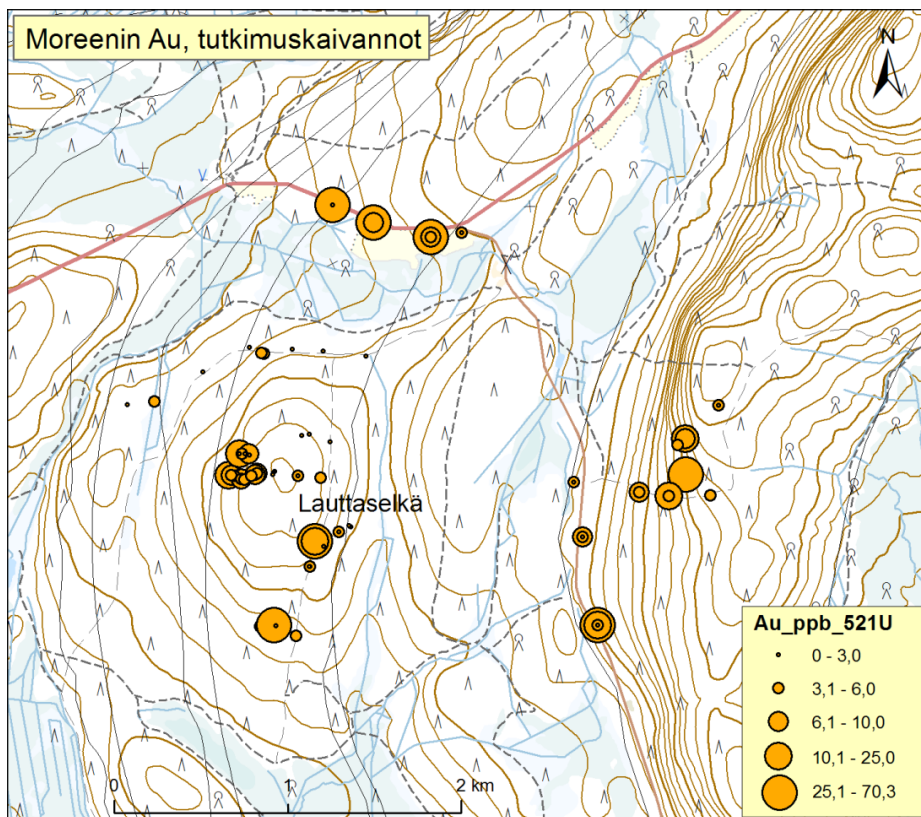 Moreenin Au, tutkimuskaivannot
N
Lauttaselkä
Au_ppb_521U
0 - 3,0
3,1 - 6,0
6,1 - 10,0
10,1 - 25,0
25,1 - 70,3
0 1 2 km